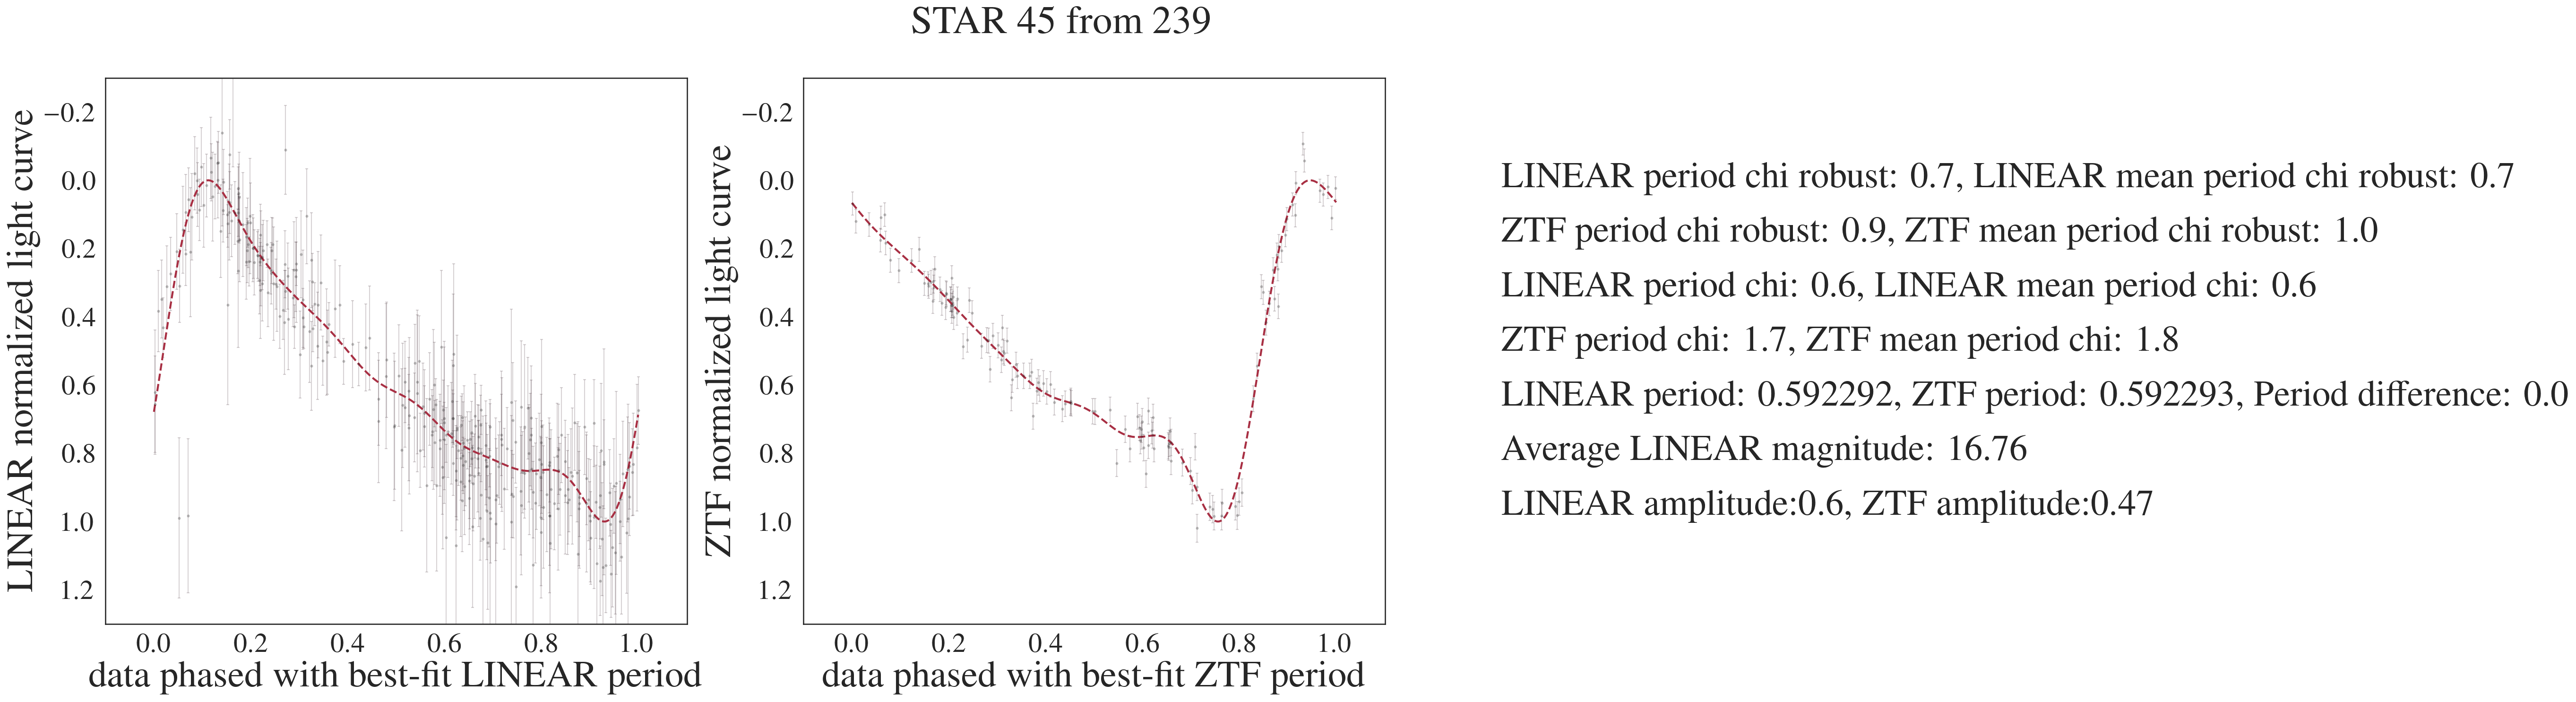 STAR 45 from 239
LINEAR normalized light curve
−0.2
0.0
0.2
0.4
0.6
0.8
1.0
1.2
0.0 0.2 0.4 0.6 0.8 1.0
data phased with best-fit LINEAR period
ZTF normalized light curve
−0.2
0.0
0.2
0.4
0.6
0.8
1.0
1.2
0.0 0.2 0.4 0.6 0.8 1.0
data phased with best-fit ZTF period
LINEAR period chi robust: 0.7, LINEAR mean period chi robust: 0.7
ZTF period chi robust: 0.9, ZTF mean period chi robust: 1.0
LINEAR period chi: 0.6, LINEAR mean period chi: 0.6
ZTF period chi: 1.7, ZTF mean period chi: 1.8
LINEAR period: 0.592292, ZTF period: 0.592293, Period difference: 0.0
Average LINEAR magnitude: 16.76
LINEAR amplitude:0.6, ZTF amplitude:0.47